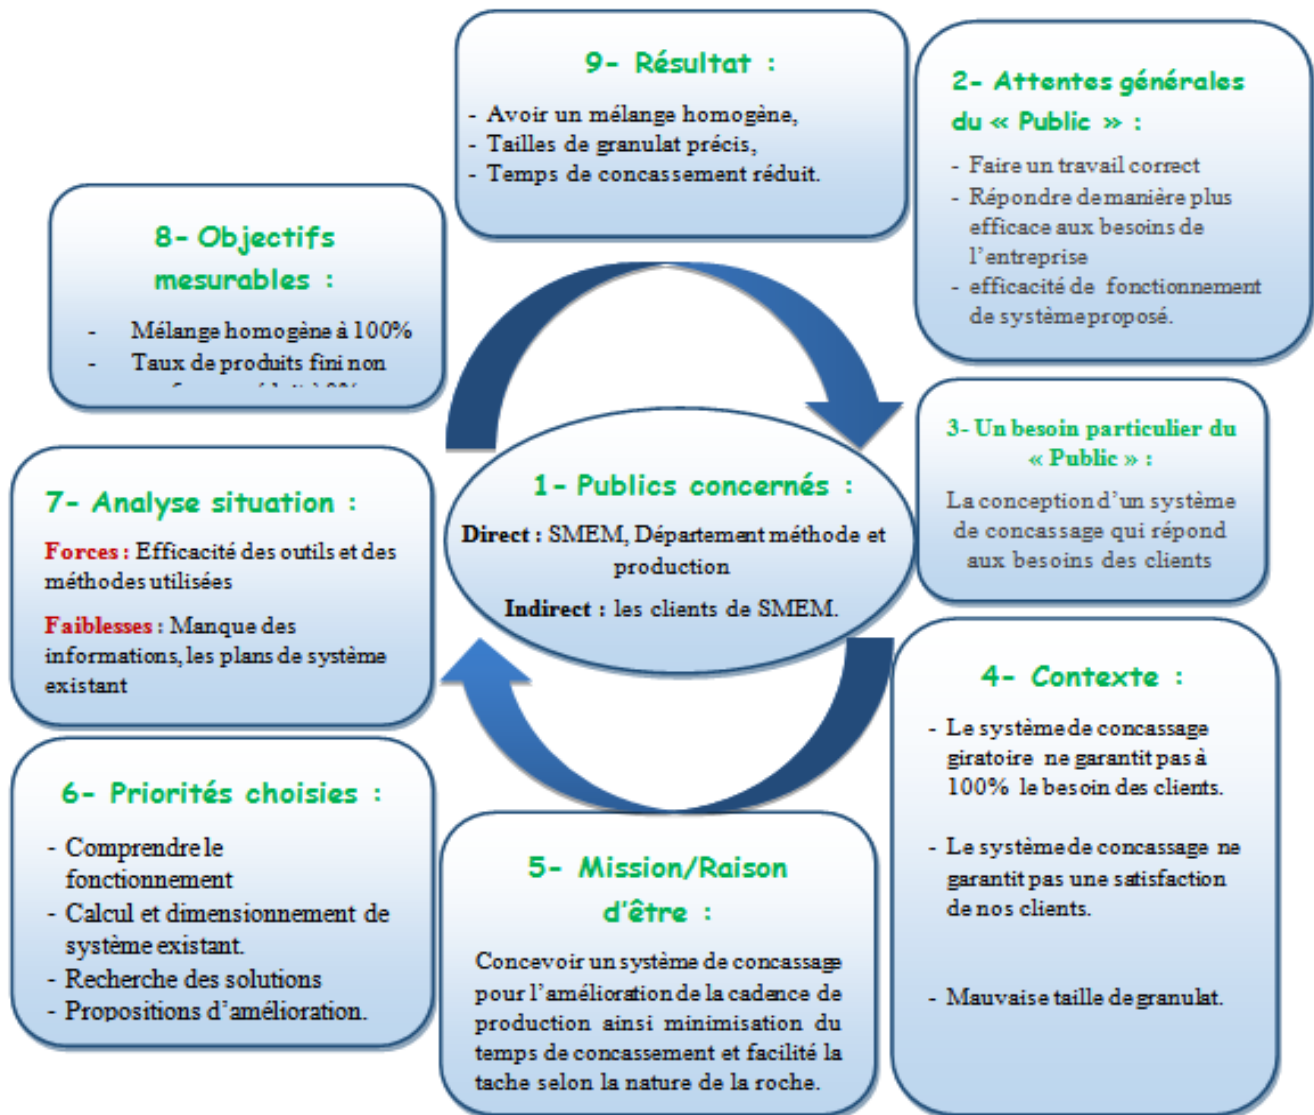 1- Publics concernés :
Direct : SMEM, Département méthode et
production
Indirect : les clients de SMEM.
2- Attentes générales
du « Public » :
- Faire un travail correct
- Répondre de manière plus
efficace aux besoins de
l'entreprise
- efficacité de fonctionnement
de système proposé.
3- Un besoin particulier du
« Public » :
La conception d'un système
de concassage qui répond
aux besoins des clients
4- Contexte :
- Le système de concassage
giratoire ne garantit pas à
100% le besoin des clients.
- Le système de concassage ne
garantit pas une satisfaction
de nos clients.
- Mauvaise taille de granulat.
5- Mission/Raison
d'être :
Concevoir un système de concassage
pour l'amélioration de la cadence de
production ainsi minimisation du
temps de concassement et facilité la
tache selon la nature de la roche.
6- Priorités choisies :
- Comprendre le
fonctionnement
- Calcul et dimensionnement de
système existant.
- Recherche des solutions
- Propositions d'amélioration.
7- Analyse situation :
Forces : Efficacité des outils et des
méthodes utilisées
Faiblesses : Manque des
informations, les plans de système
existant
8- Objectifs
mesurables :
- Mélange homogène à 100%
- Taux de produits fini non
9- Résultat :
- Avoir un mélange homogène,
- Tailles de granulat précis,
- Temps de concassement réduit.